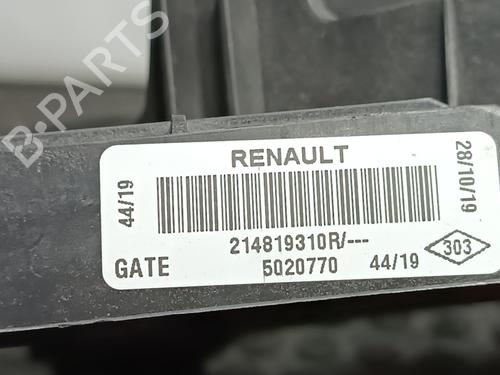 B-PARTS
RENAULT
44/19
28/10/19
214819310R/---
303
GATE
5020770
44/19